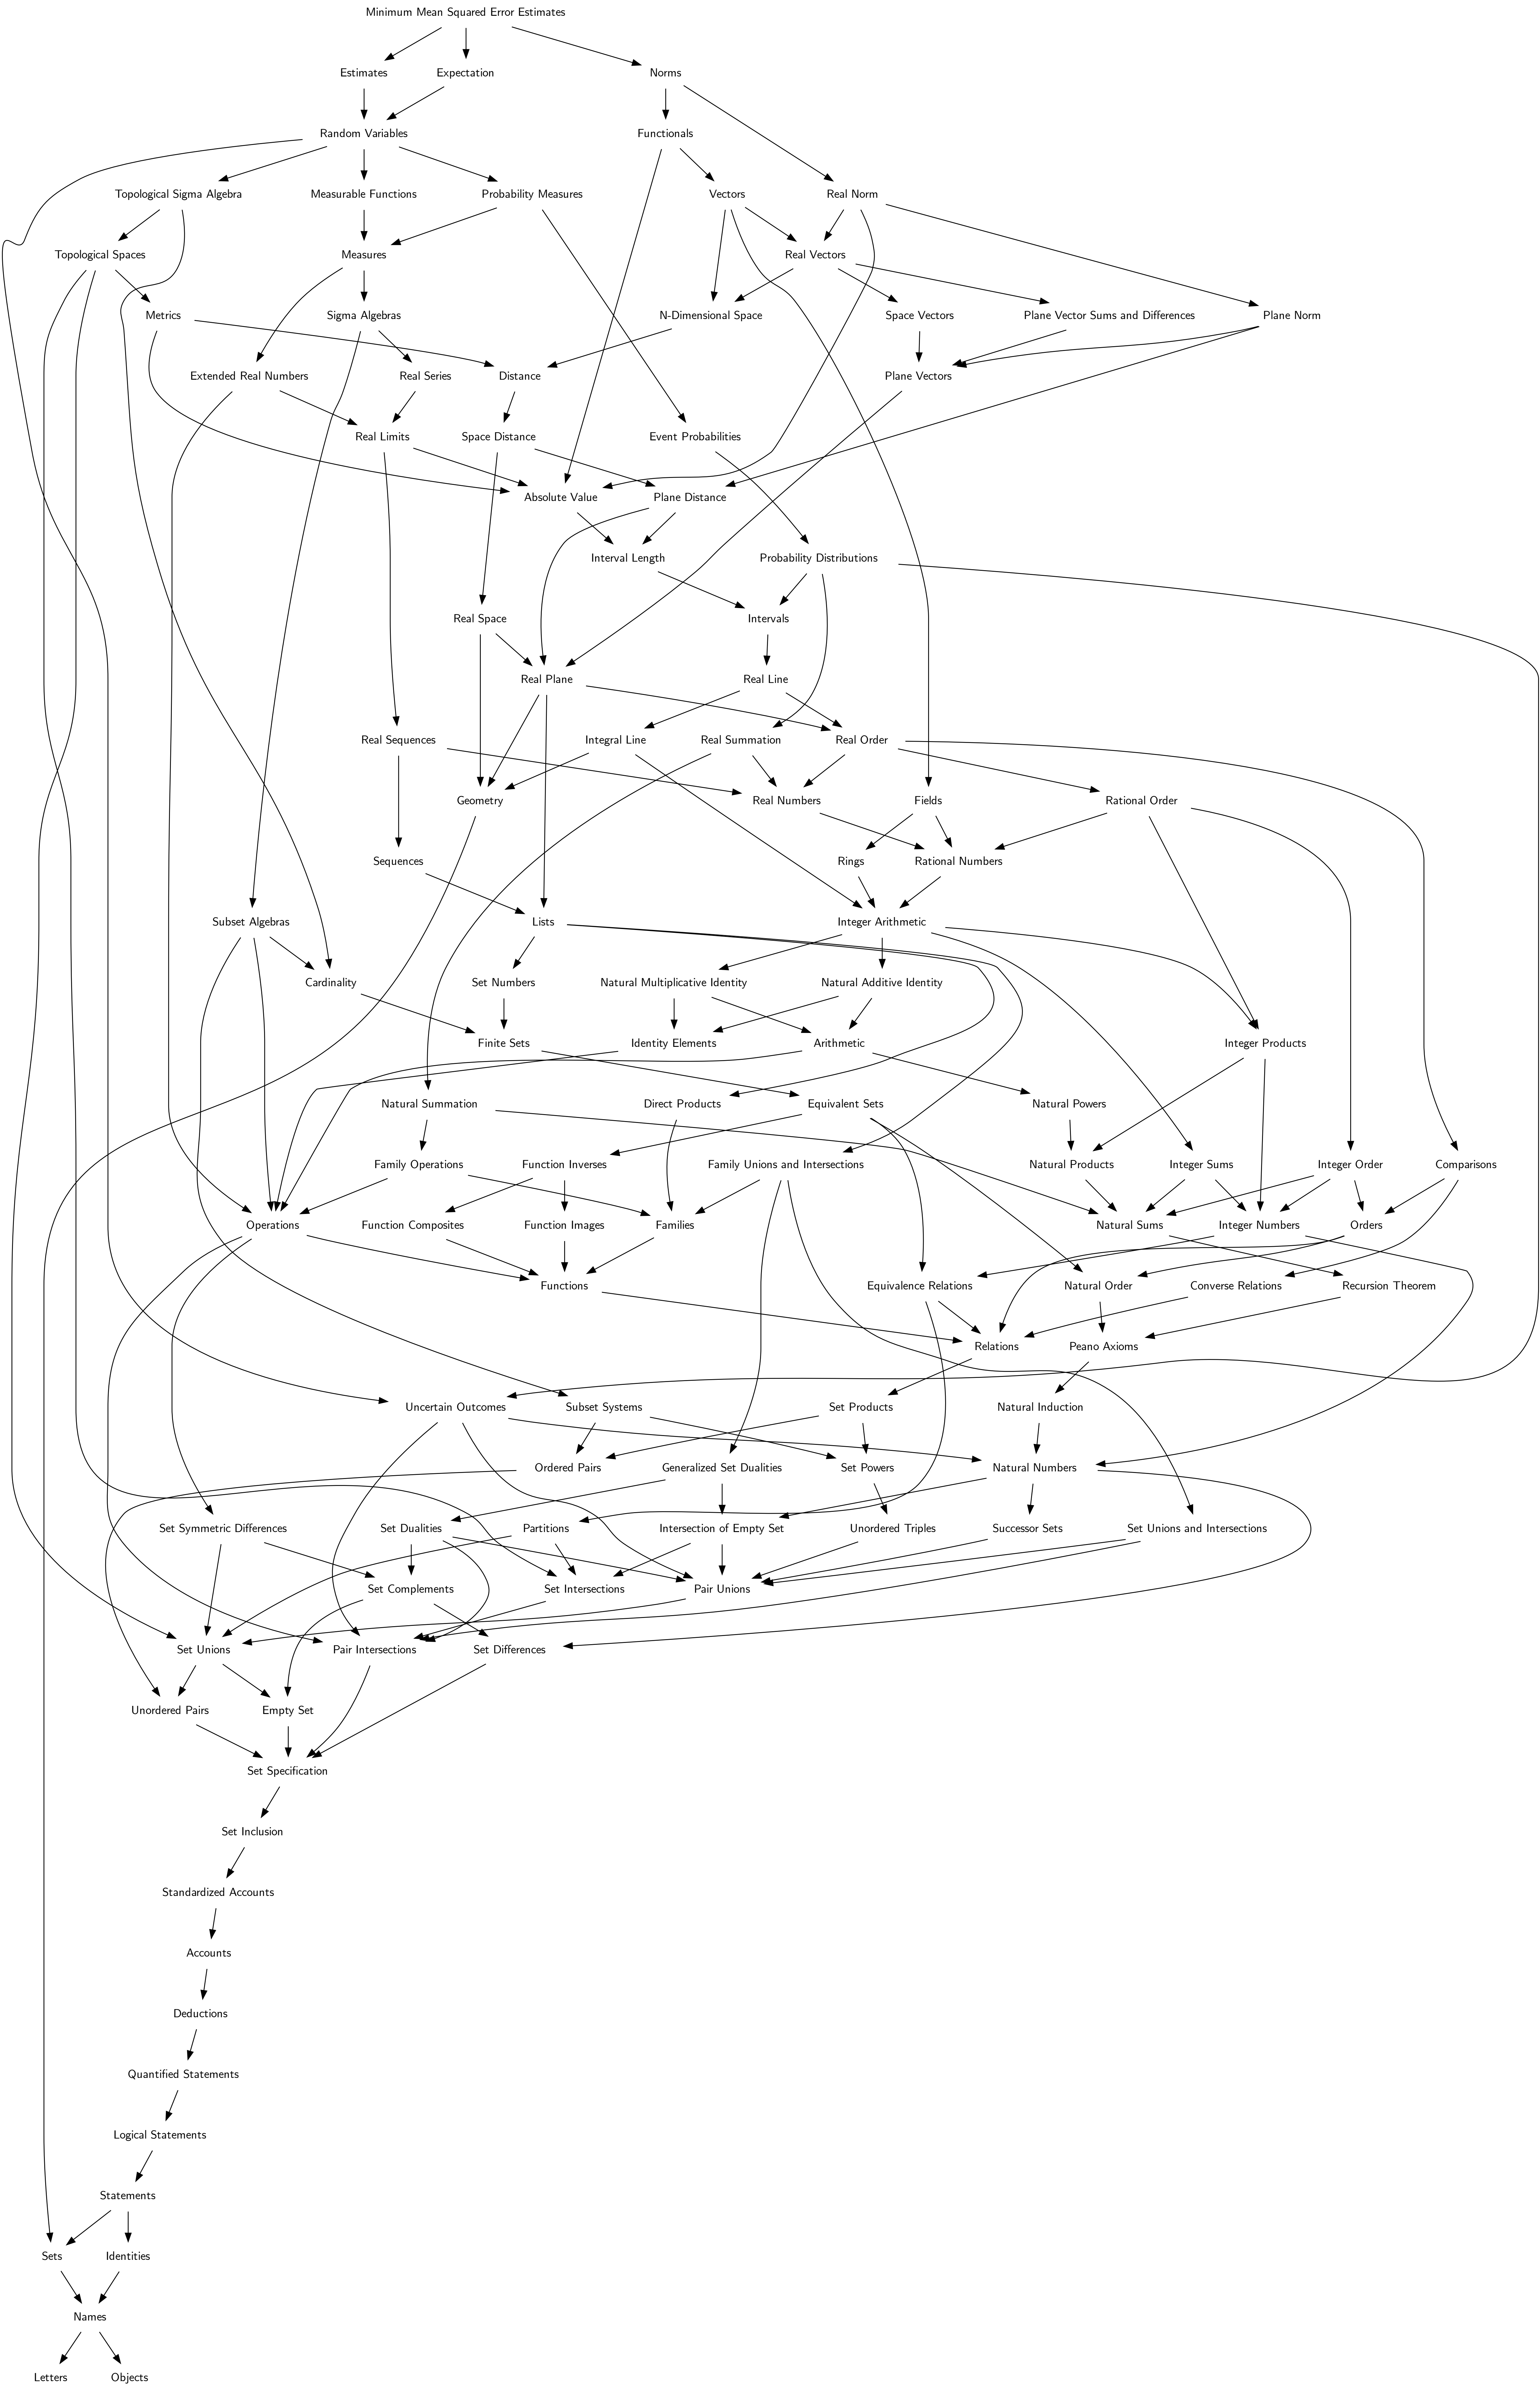 Minimum Mean Squared Error Estimates
Estimates
Expectation
Norms
Random Variables
Functionals
Topological Sigma Algebra
Measurable Functions
Probability Measures
Vectors
Real Norm
Topological Spaces
Measures
Real Vectors
Metrics
Sigma Algebras
N-Dimensional Space
Space Vectors
Plane Vector Sums and Differences
Plane Norm
Extended Real Numbers
Real Series
Distance
Plane Vectors
Real Limits
Space Distance
Event Probabilities
Absolute Value
Plane Distance
Interval Length
Probability Distributions
Real Space
Intervals
Real Plane
Real Line
Real Sequences
Integral Line
Real Summation
Real Order
Geometry
Real Numbers
Fields
Rational Order
Sequences
Rings
Rational Numbers
Subset Algebras
Lists
Integer Arithmetic
Cardinality
Set Numbers
Natural Multiplicative Identity
Natural Additive Identity
Finite Sets
Identity Elements
Arithmetic
Integer Products
Natural Summation
Direct Products
Equivalent Sets
Natural Powers
Family Operations
Function Inverses
Family Unions and Intersections
Natural Products
Integer Sums
Integer Order
Comparisons
Operations
Function Composites
Function Images
Families
Natural Sums
Integer Numbers
Orders
Functions
Equivalence Relations
Natural Order
Converse Relations
Recursion Theorem
Relations
Peano Axioms
Uncertain Outcomes
Subset Systems
Set Products
Natural Induction
Ordered Pairs
Generalized Set Dualities
Set Powers
Natural Numbers
Set Symmetric Differences
Set Dualities
Partitions
Intersection of Empty Set
Unordered Triples
Successor Sets
Set Unions and Intersections
Set Complements
Set Intersections
Pair Unions
Set Unions
Pair Intersections
Set Differences
Unordered Pairs
Empty Set
Set Specification
Set Inclusion
Standardized Accounts
Accounts
Deductions
Quantified Statements
Logical Statements
Statements
Sets
Identities
Names
Letters
Objects